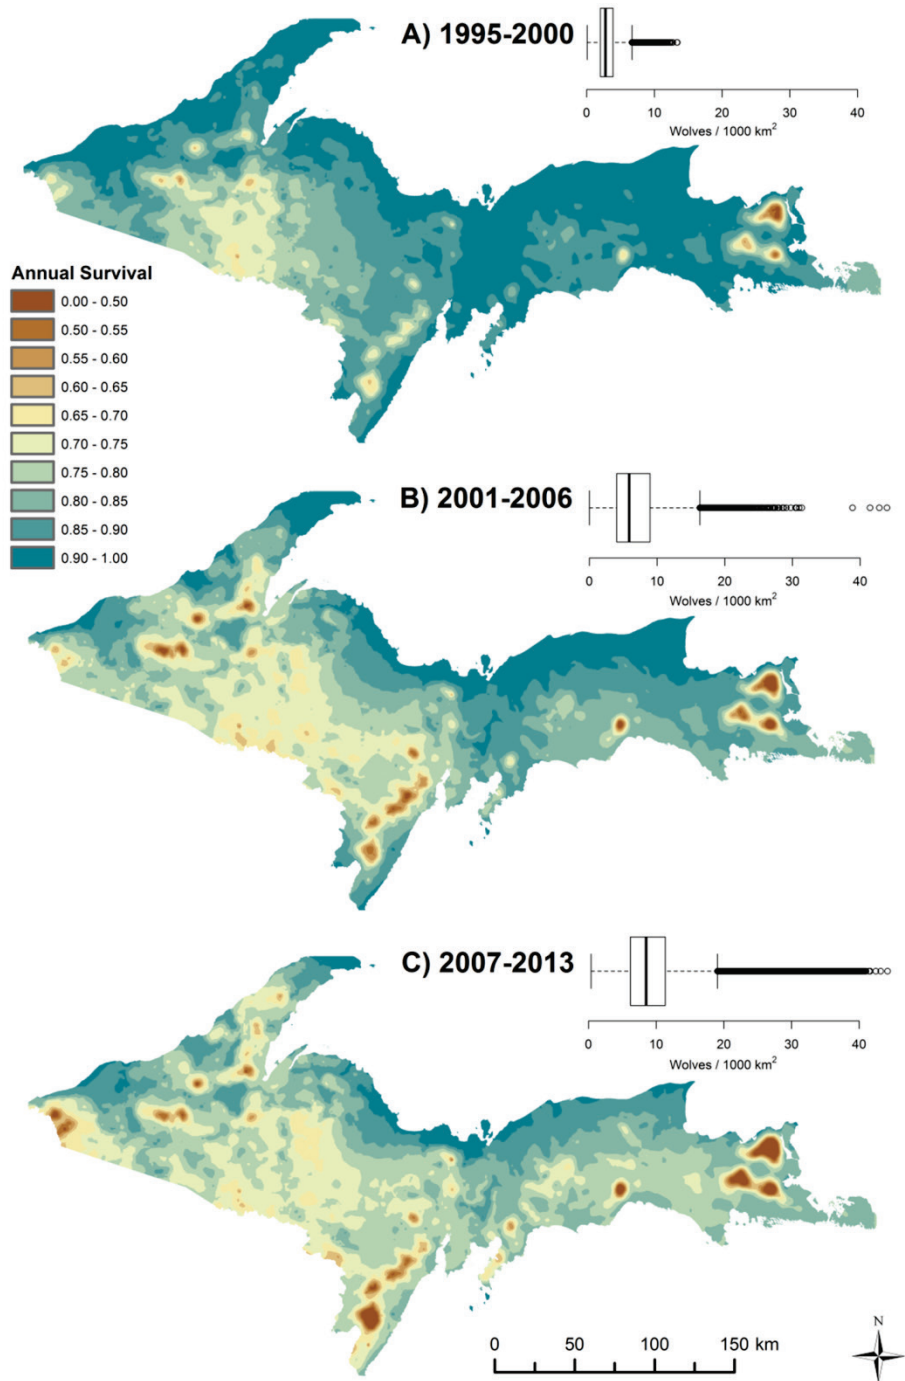 A) 1995-2000
0 10 20 30 40
Wolves / 1000 km²
Annual Survival
0.00 - 0.50
0.50 - 0.55
0.55 - 0.60
0.60 - 0.65
0.65 - 0.70
0.70 - 0.75
0.75 - 0.80
0.80 - 0.85
0.85 - 0.90
0.90 - 1.00
B) 2001-2006
0 10 20 30 40
Wolves / 1000 km²
C) 2007-2013
0 10 20 30 40
Wolves / 1000 km²
0 50 100 150 km
N